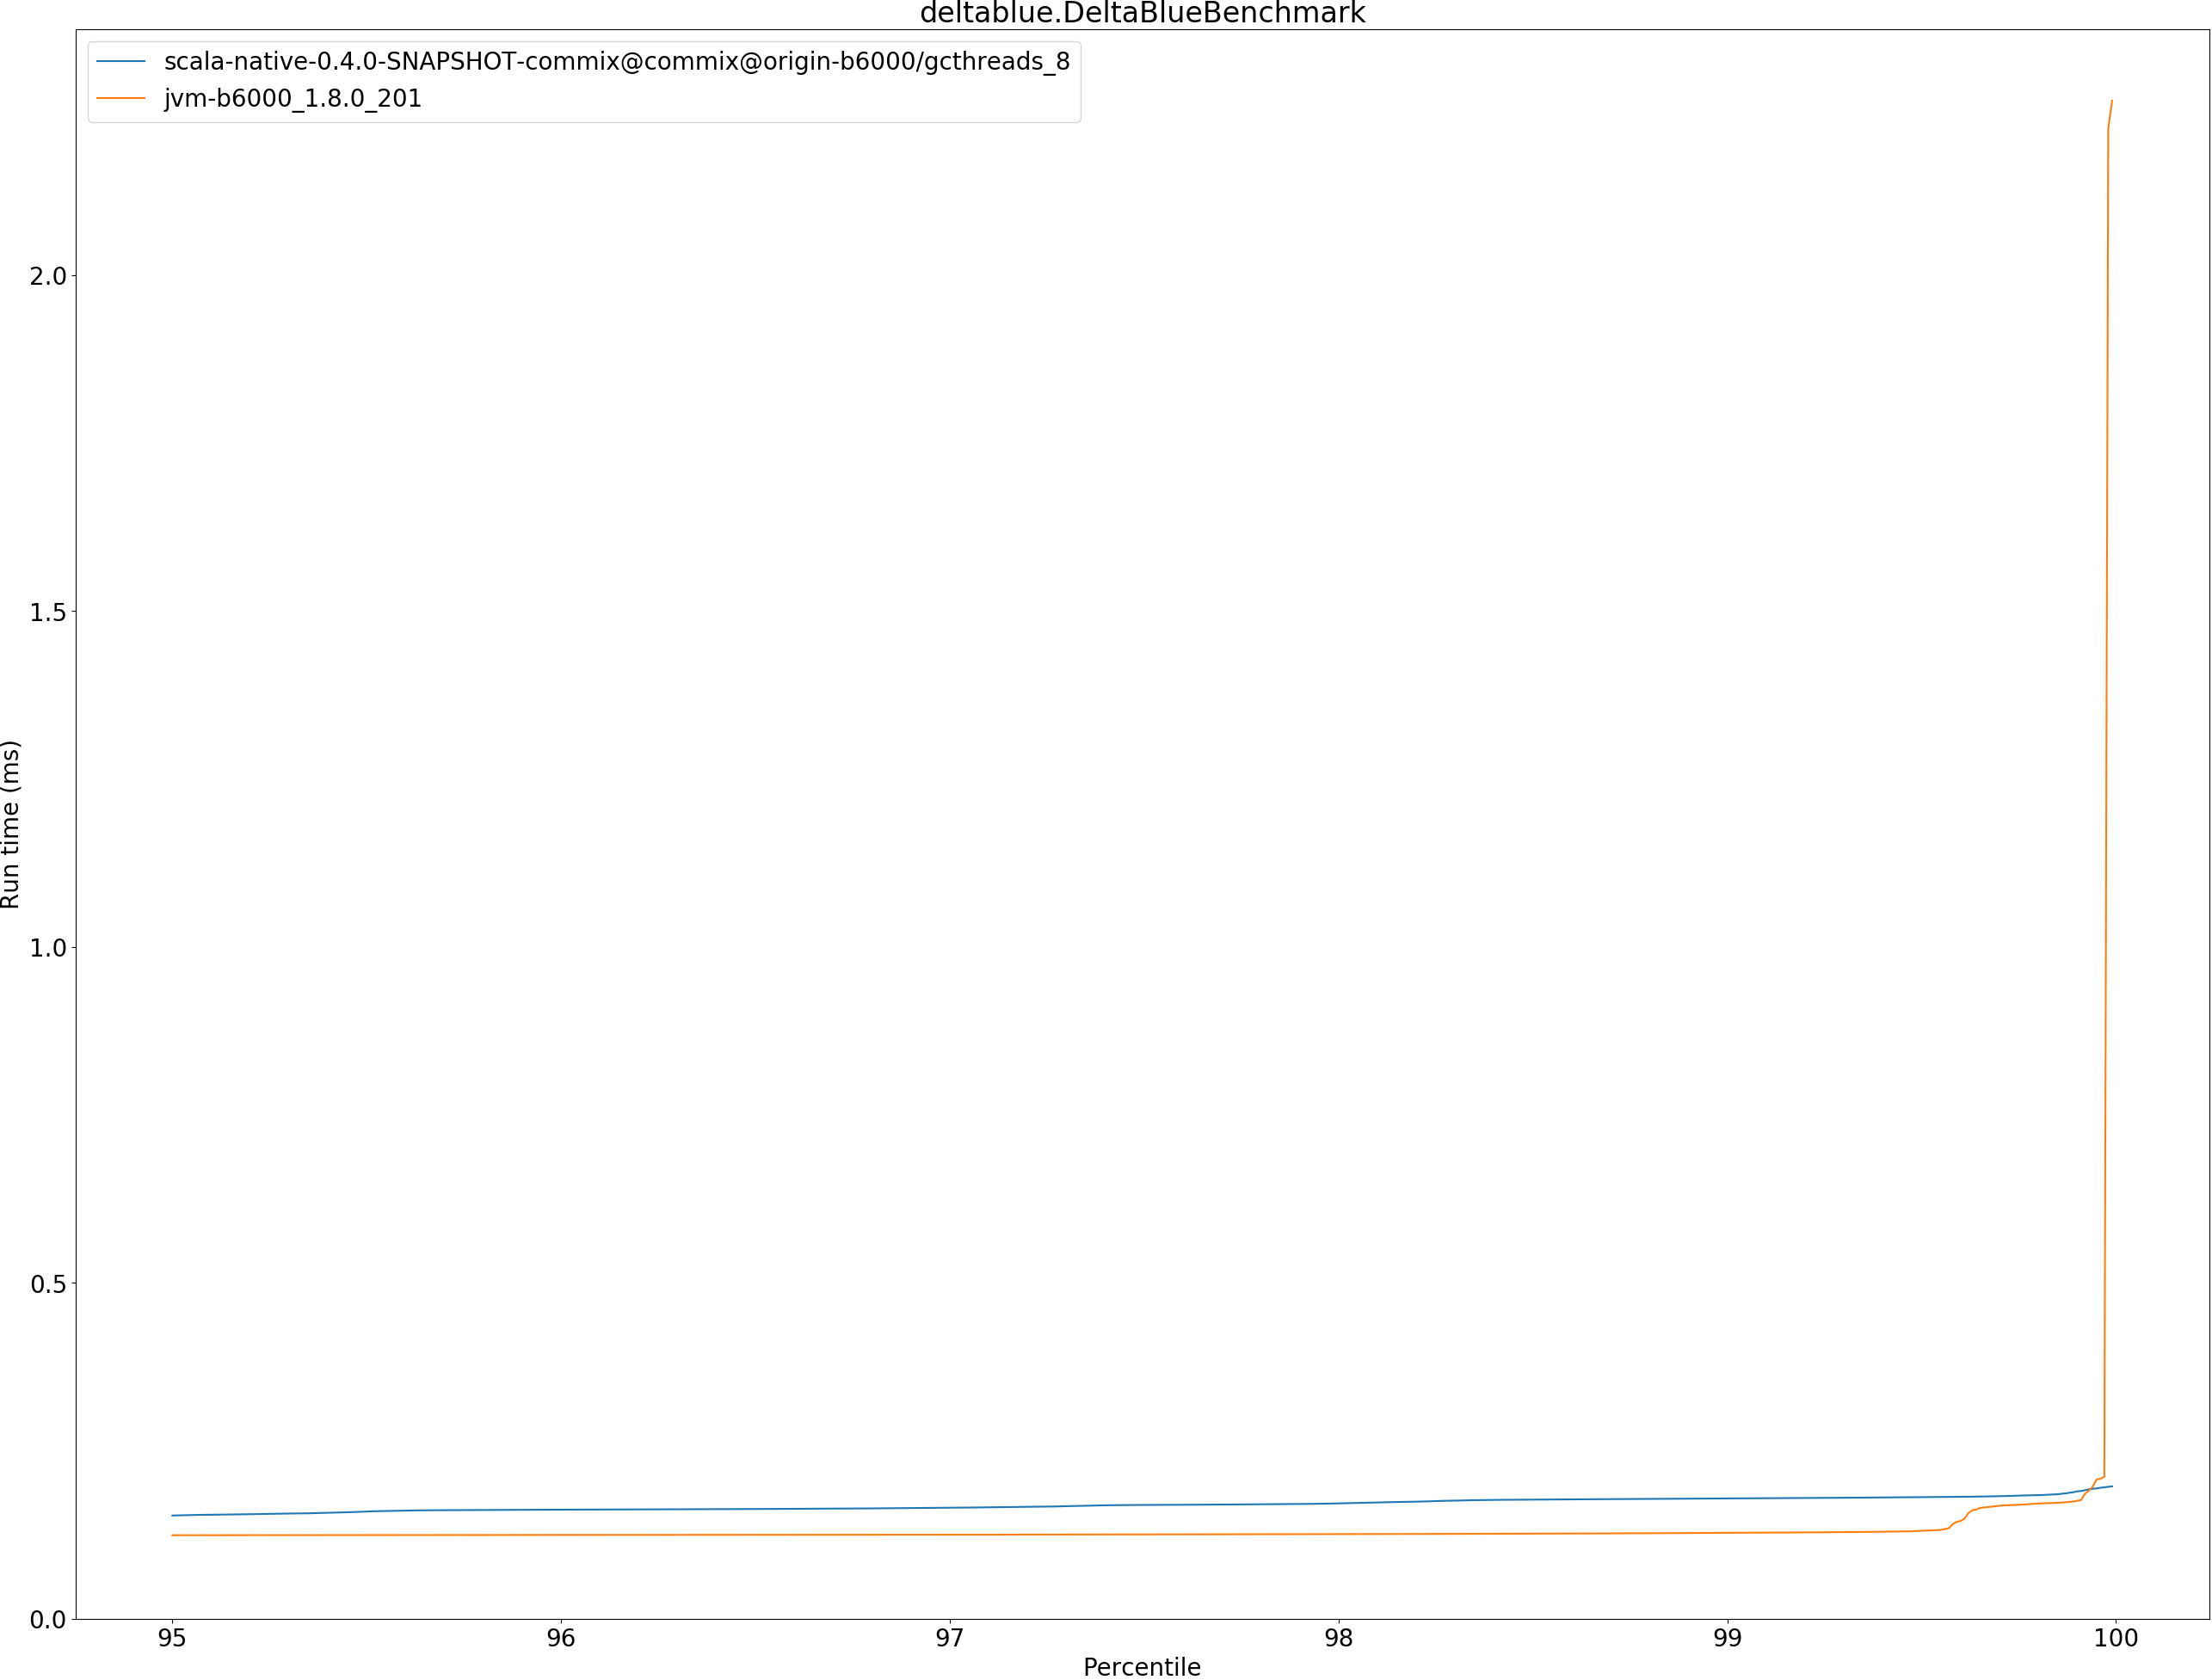 deltablue.DeltaBlueBenchmark
scala-native-0.4.0-SNAPSHOT-commix@commix@origin-b6000/gcthreads_8
jvm-b6000_1.8.0_201
2.0
1.5
1.0
0.5
0.0
Run time (ms)
95 96 97 98 99 100
Percentile